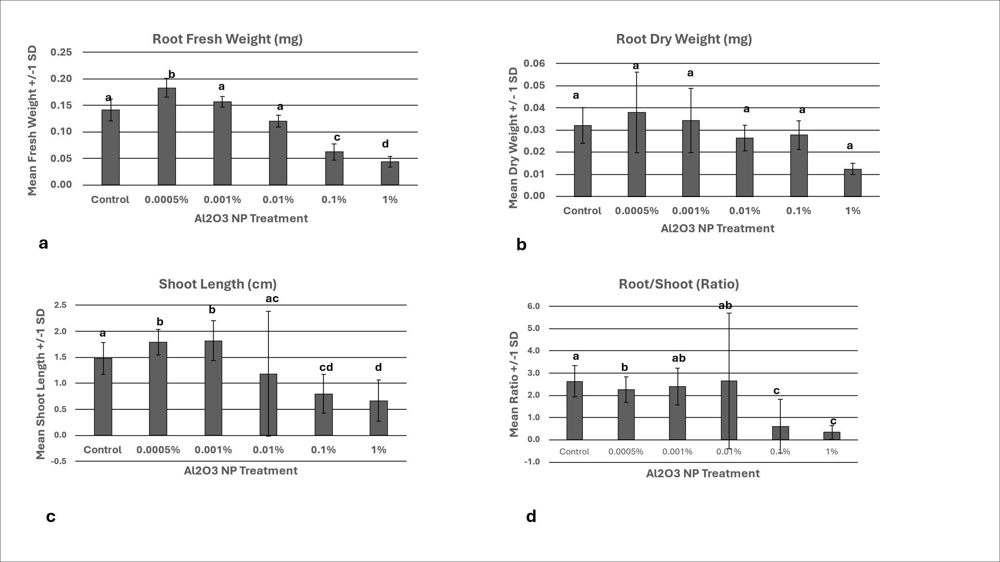 Root Fresh Weight (mg)
Mean Fresh Weight +/-1 SD
0.25
0.20
0.15
0.10
0.05
0.00
a
b
a
a
c
d
Control 0.0005% 0.001% 0.01% 0.1% 1%
Al2O3 NP Treatment
a
Root Dry Weight (mg)
Mean Dry Weight +/- 1 SD
0.06
0.05
0.04
0.03
0.02
0.01
0.00
a
a
a
a
a
a
Control 0.0005% 0.001% 0.01% 0.1% 1%
Al2O3 NP Treatment
b
Shoot Length (cm)
Mean Shoot Length +/-1 SD
2.5
2.0
1.5
1.0
0.5
0.0
-0.5
a
b
b
ac
cd
d
Control 0.0005% 0.001% 0.01% 0.1% 1%
Al2O3 NP Treatment
c
Root/Shoot (Ratio)
Mean Ratio +/-1 SD
6.0
5.0
4.0
3.0
2.0
1.0
0.0
-1.0
a
b
ab
ab
c
c
Control 0.0005% 0.001% 0.01% 0.1% 1%
Al2O3 NP Treatment
d